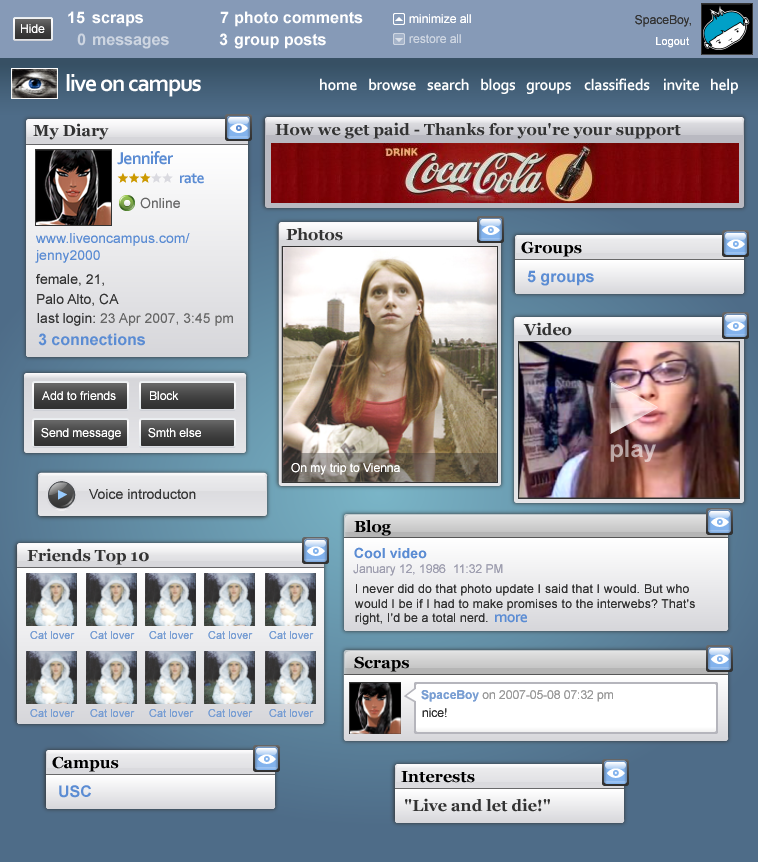 Hide
15 scraps
0 messages
7 photo comments
3 group posts
minimize all
restore all
SpaceBoy,
Logout
live on campus
home browse search blogs groups classifieds invite help
My Diary
Jennifer
rate
Online
www.liveoncampus.com/
jenny2000
female, 21,
Palo Alto, CA
last login: 23 Apr 2007, 3:45 pm
3 connections
How we get paid - Thanks for you're your support
DRINK
Coca-Cola
Photos
On my trip to Vienna
Groups
5 groups
Video
play
Add to friends
Block
Send message
Smth else
Voice introducton
Friends Top 10
Cat lover Cat lover Cat lover Cat lover Cat lover
Cat lover Cat lover Cat lover Cat lover Cat lover
Blog
Cool video
January 12, 1986 11:32 PM
I never did do that photo update I said that I would. But who
would I be if I had to make promises to the interwebs? That's
right, I'd be a total nerd. more
Scraps
SpaceBoy on 2007-05-08 07:32 pm
nice!
Campus
USC
Interests
"Live and let die!"